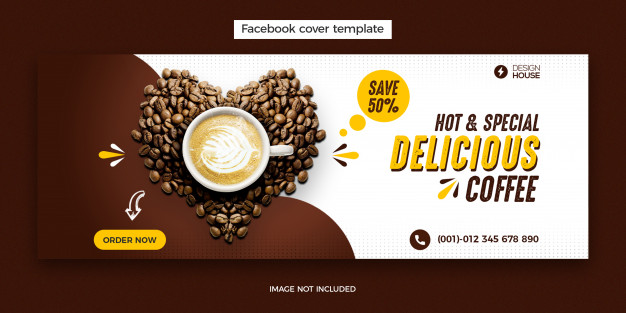 Facebook cover template
DESIGN
HOUSE
SAVE
50%
HOT & SPECIAL
DELICIOUS
COFFEE
ORDER NOW
(001)-012 345 678 890
IMAGE NOT INCLUDED